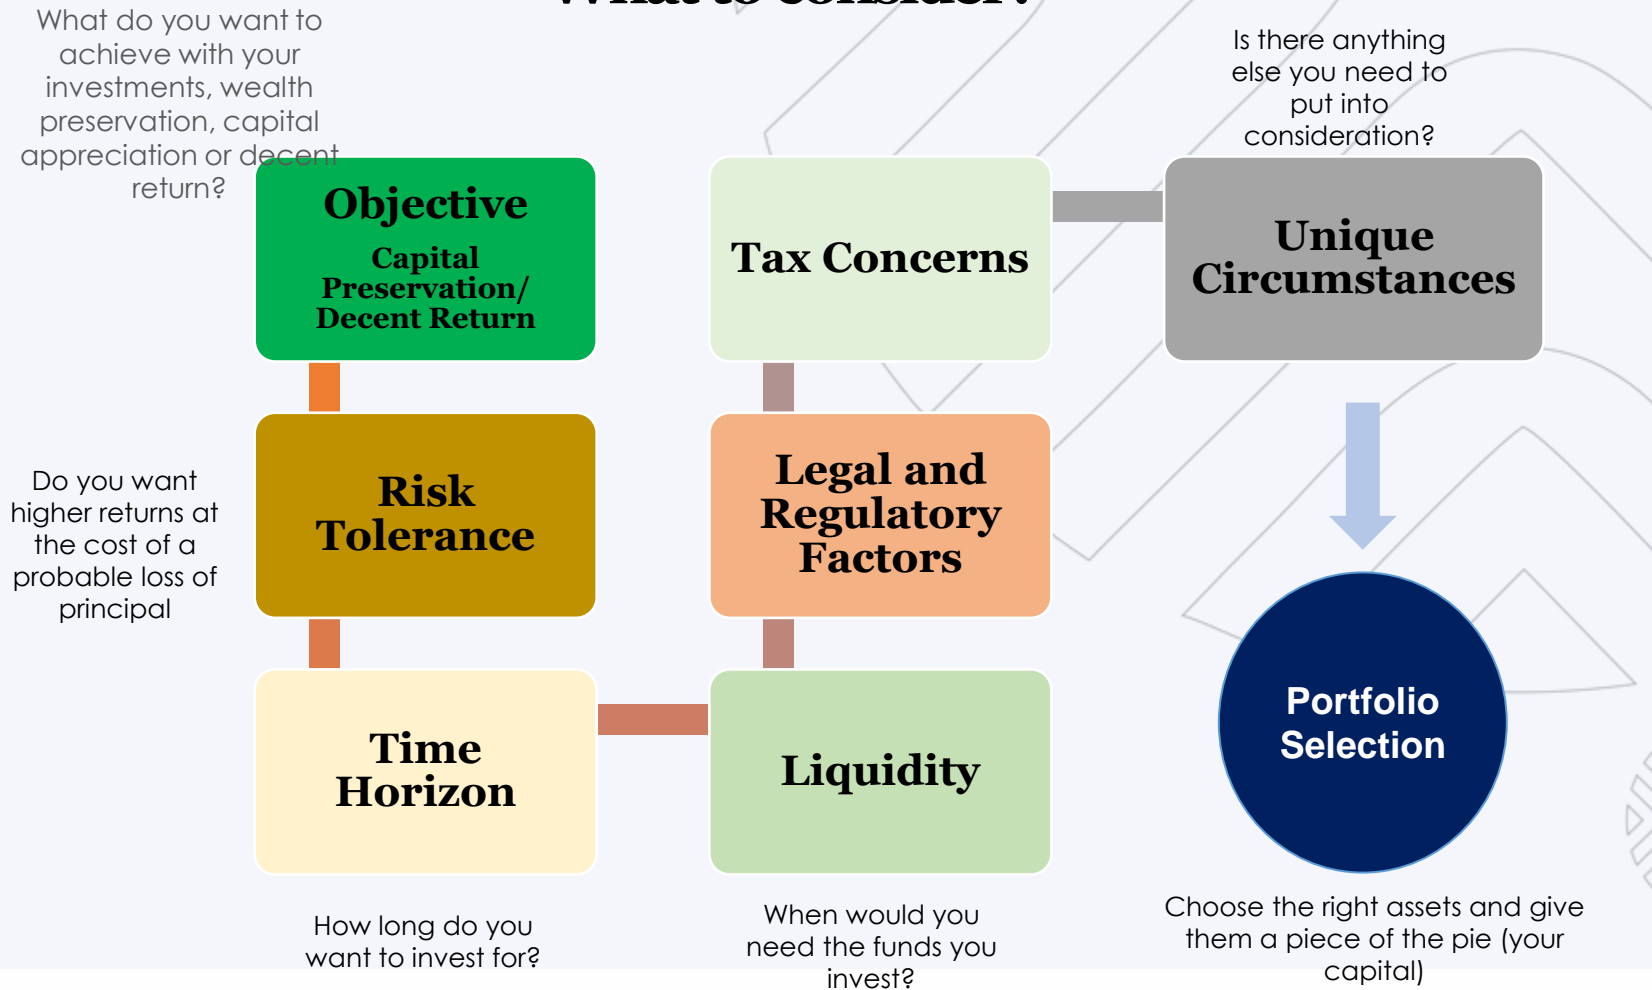 What to consider?
What do you want to
achieve with your
investments, wealth
preservation, capital
appreciation or decent
return?
Objective
Capital
Preservation/
Decent Return
Do you want
higher returns at
the cost of a
probable loss of
principal
Risk
Tolerance
Time
Horizon
How long do you
want to invest for?
Liquidity
When would you
need the funds you
invest?
Legal and
Regulatory
Factors
Tax Concerns
Is there anything
else you need to
put into
consideration?
Unique
Circumstances
Portfolio
Selection
Choose the right assets and give
them a piece of the pie (your
capital)